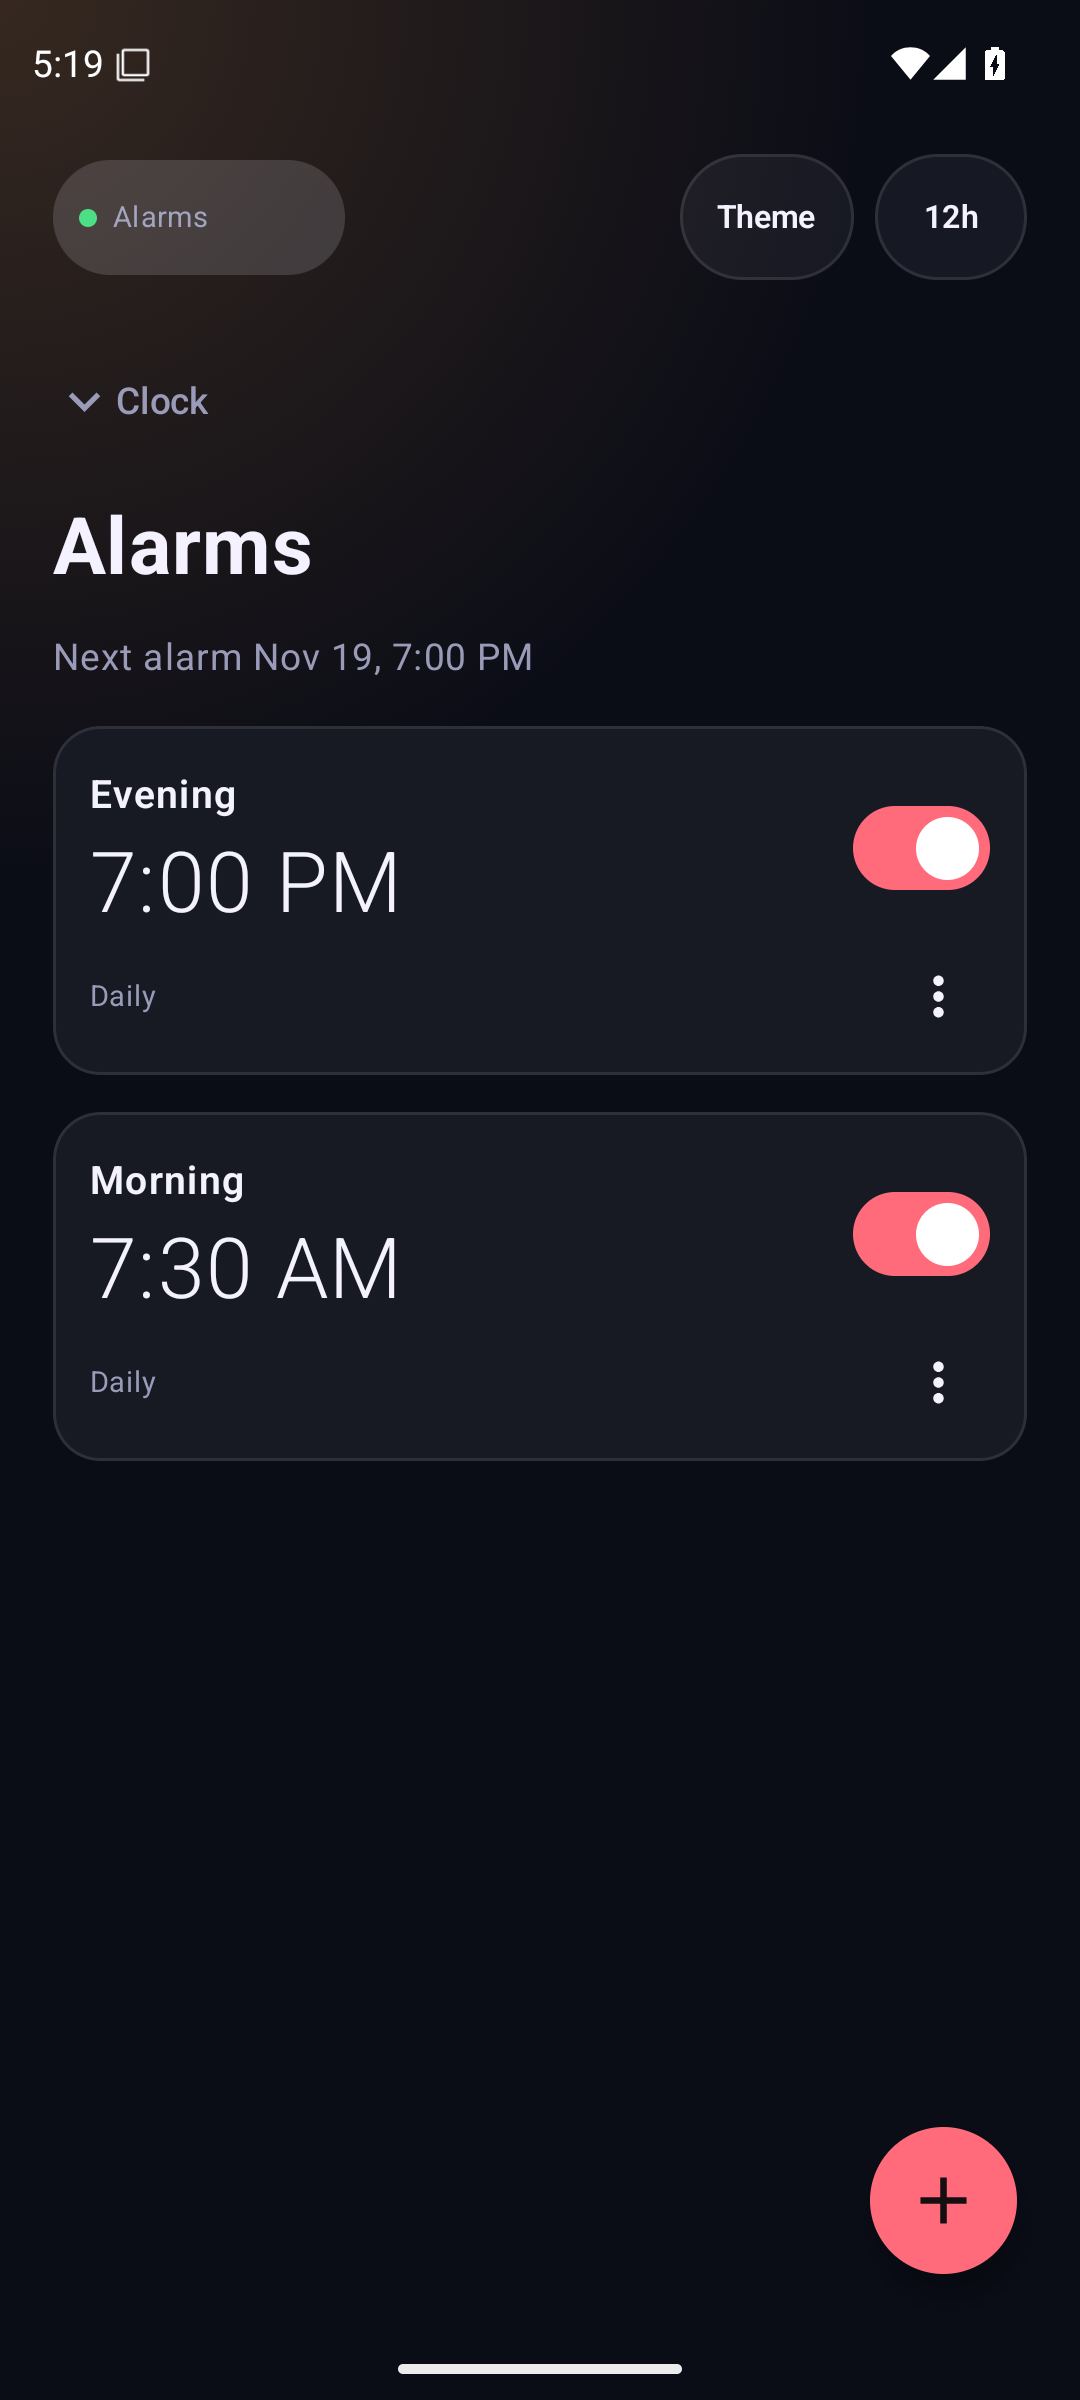 5:19
Alarms
Theme
12h
Clock
Alarms
Next alarm Nov 19, 7:00 PM
Evening
7:00 PM
Daily
Morning
7:30 AM
Daily